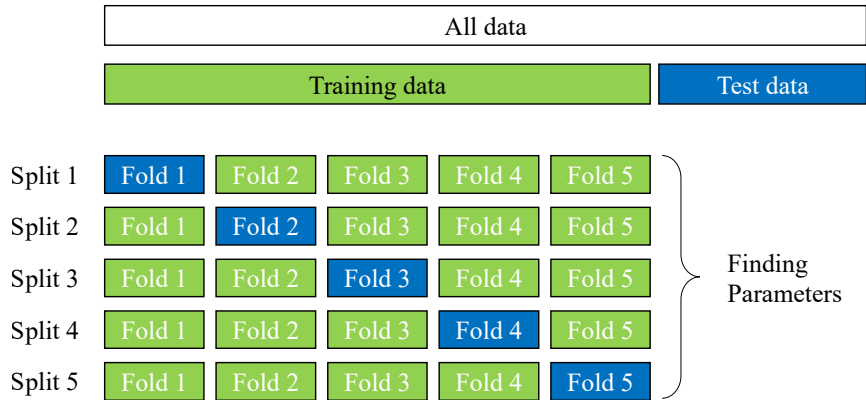 All data
Training data Test data
Split 1 Fold 1 Fold 2 Fold 3 Fold 4 Fold 5
Split 2 Fold 1 Fold 2 Fold 3 Fold 4 Fold 5
Split 3 Fold 1 Fold 2 Fold 3 Fold 4 Fold 5
Split 4 Fold 1 Fold 2 Fold 3 Fold 4 Fold 5
Split 5 Fold 1 Fold 2 Fold 3 Fold 4 Fold 5
Finding
Parameters